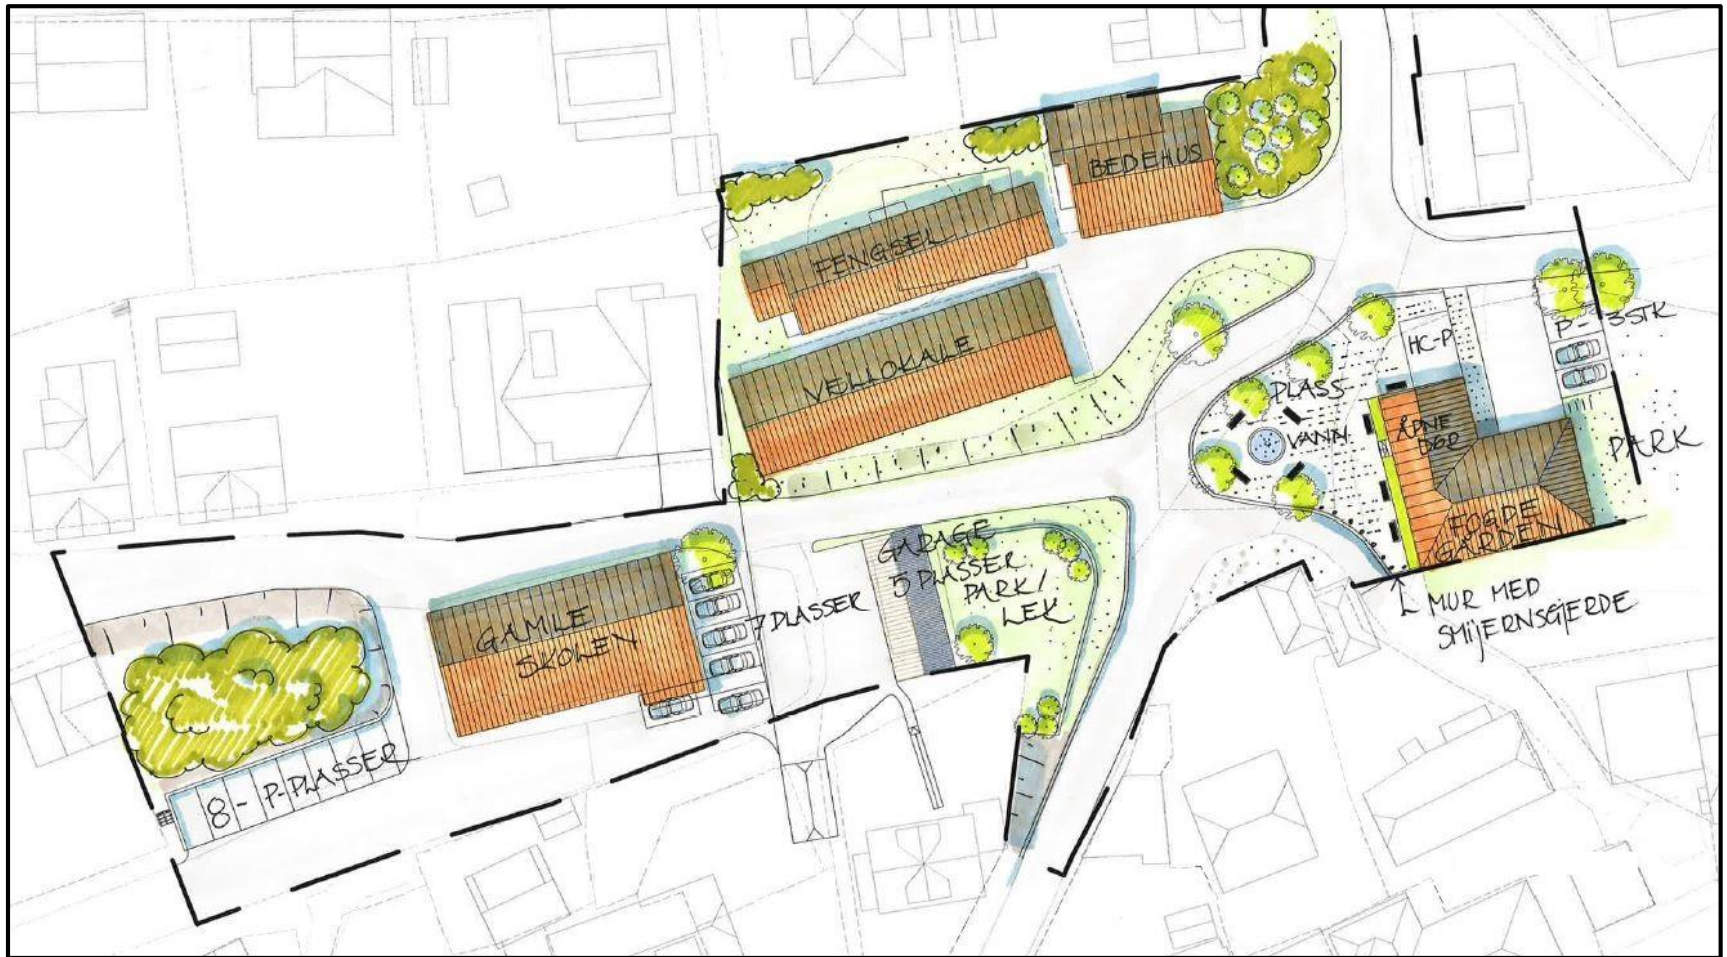 BEDEHUS
FENGSEL
VELLOKALE
P- 3STK
HC-P
PLASS
VANN
ÅPNE
DØR
PARK
FOGDE
GÅRDEN
MUR MED
SMIJERNSGJERDE
GARAGE
5 PLASSER
PARK/
LEK
7 PLASSER
GAMLE
SKOLEN
8- P-PLASSER